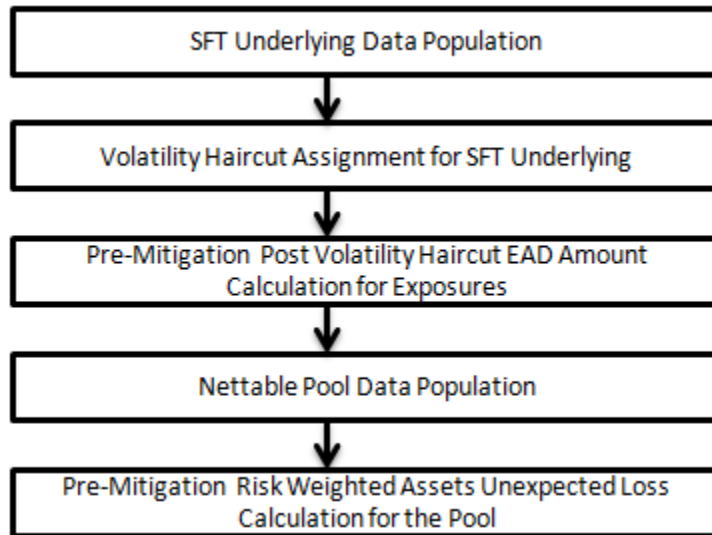 SFT Underlying Data Population
Volatility Haircut Assignment for SFT Underlying
Pre-Mitigation Post Volatility Haircut EAD Amount
Calculation for Exposures
Nettable Pool Data Population
Pre-Mitigation Risk Weighted Assets Unexpected Loss
Calculation for the Pool